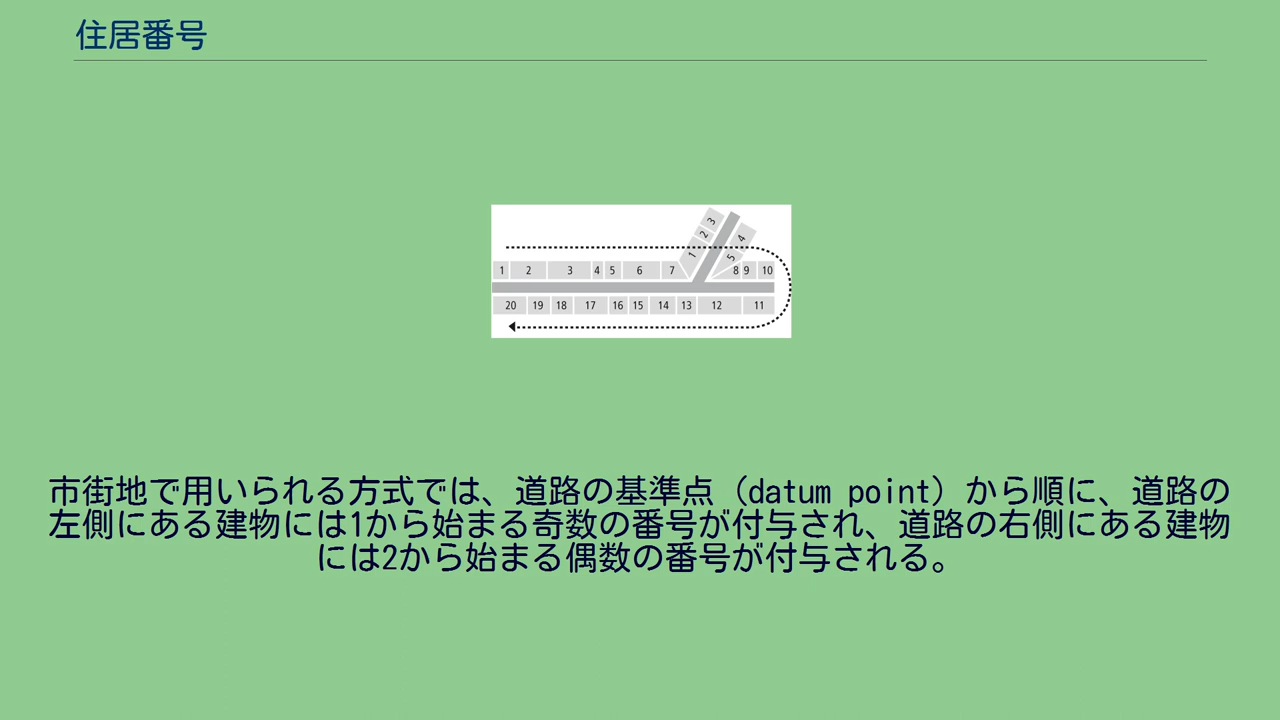 住居番号
3
2
4
1
5
1 2 3 4 5 6 7 8 9 10
20 19 18 17 16 15 14 13 12 11
市街地で用いられる方式では、道路の基準点（datum point）から順に、道路の
左側にある建物には1から始まる奇数の番号が付与され、道路の右側にある建物
には2から始まる偶数の番号が付与される。